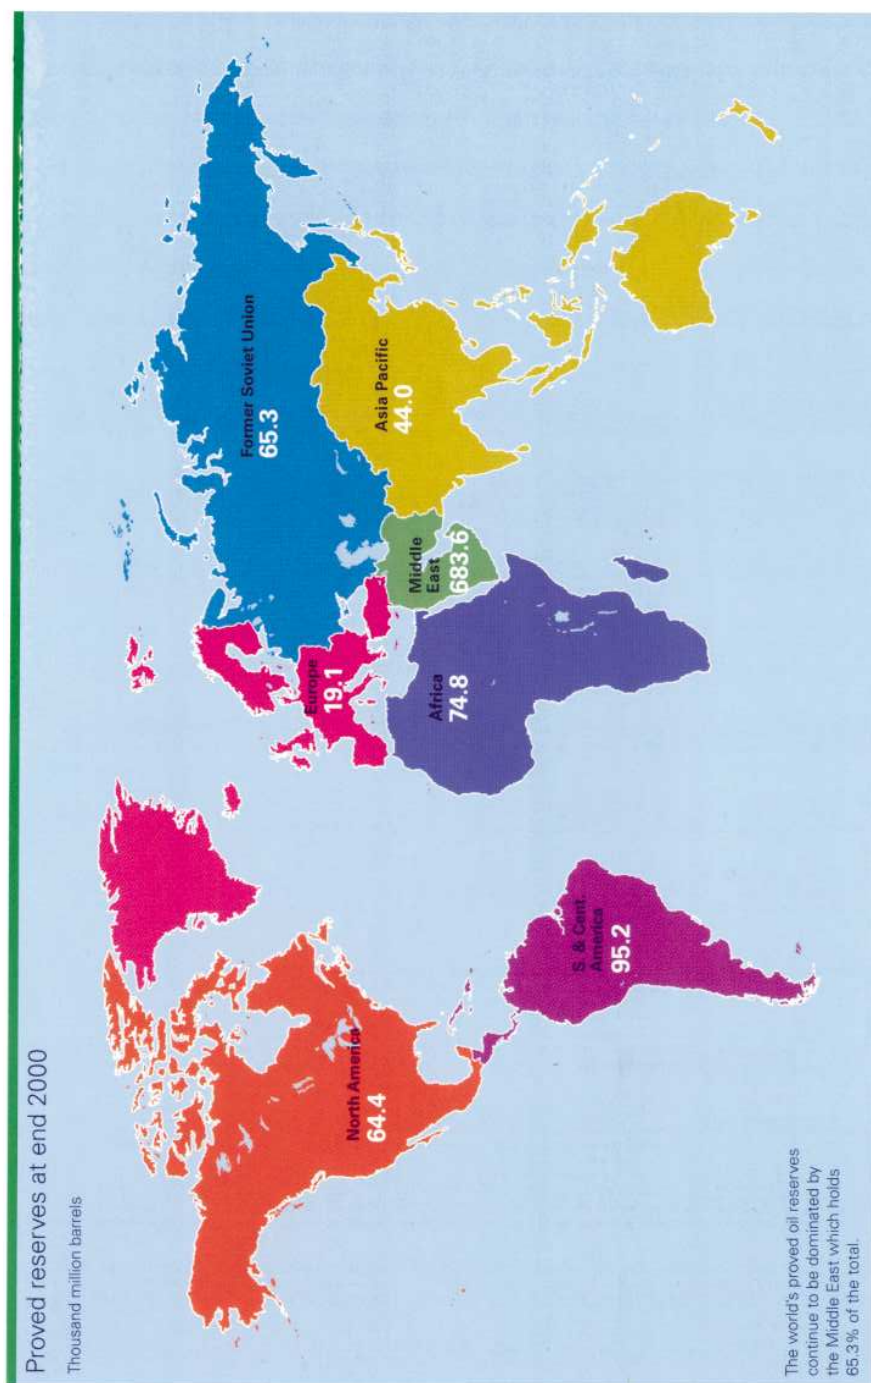 Proved reserves at end 2000
Thousand million barrels
North America
64.4
S. & Cent.
America
95.2
Europe
19.1
Africa
74.8
Middle
East
683.6
Former Soviet Union
65.3
Asia Pacific
44.0
The world's proved oil reserves
continue to be dominated by
the Middle East which holds
65.3% of the total.